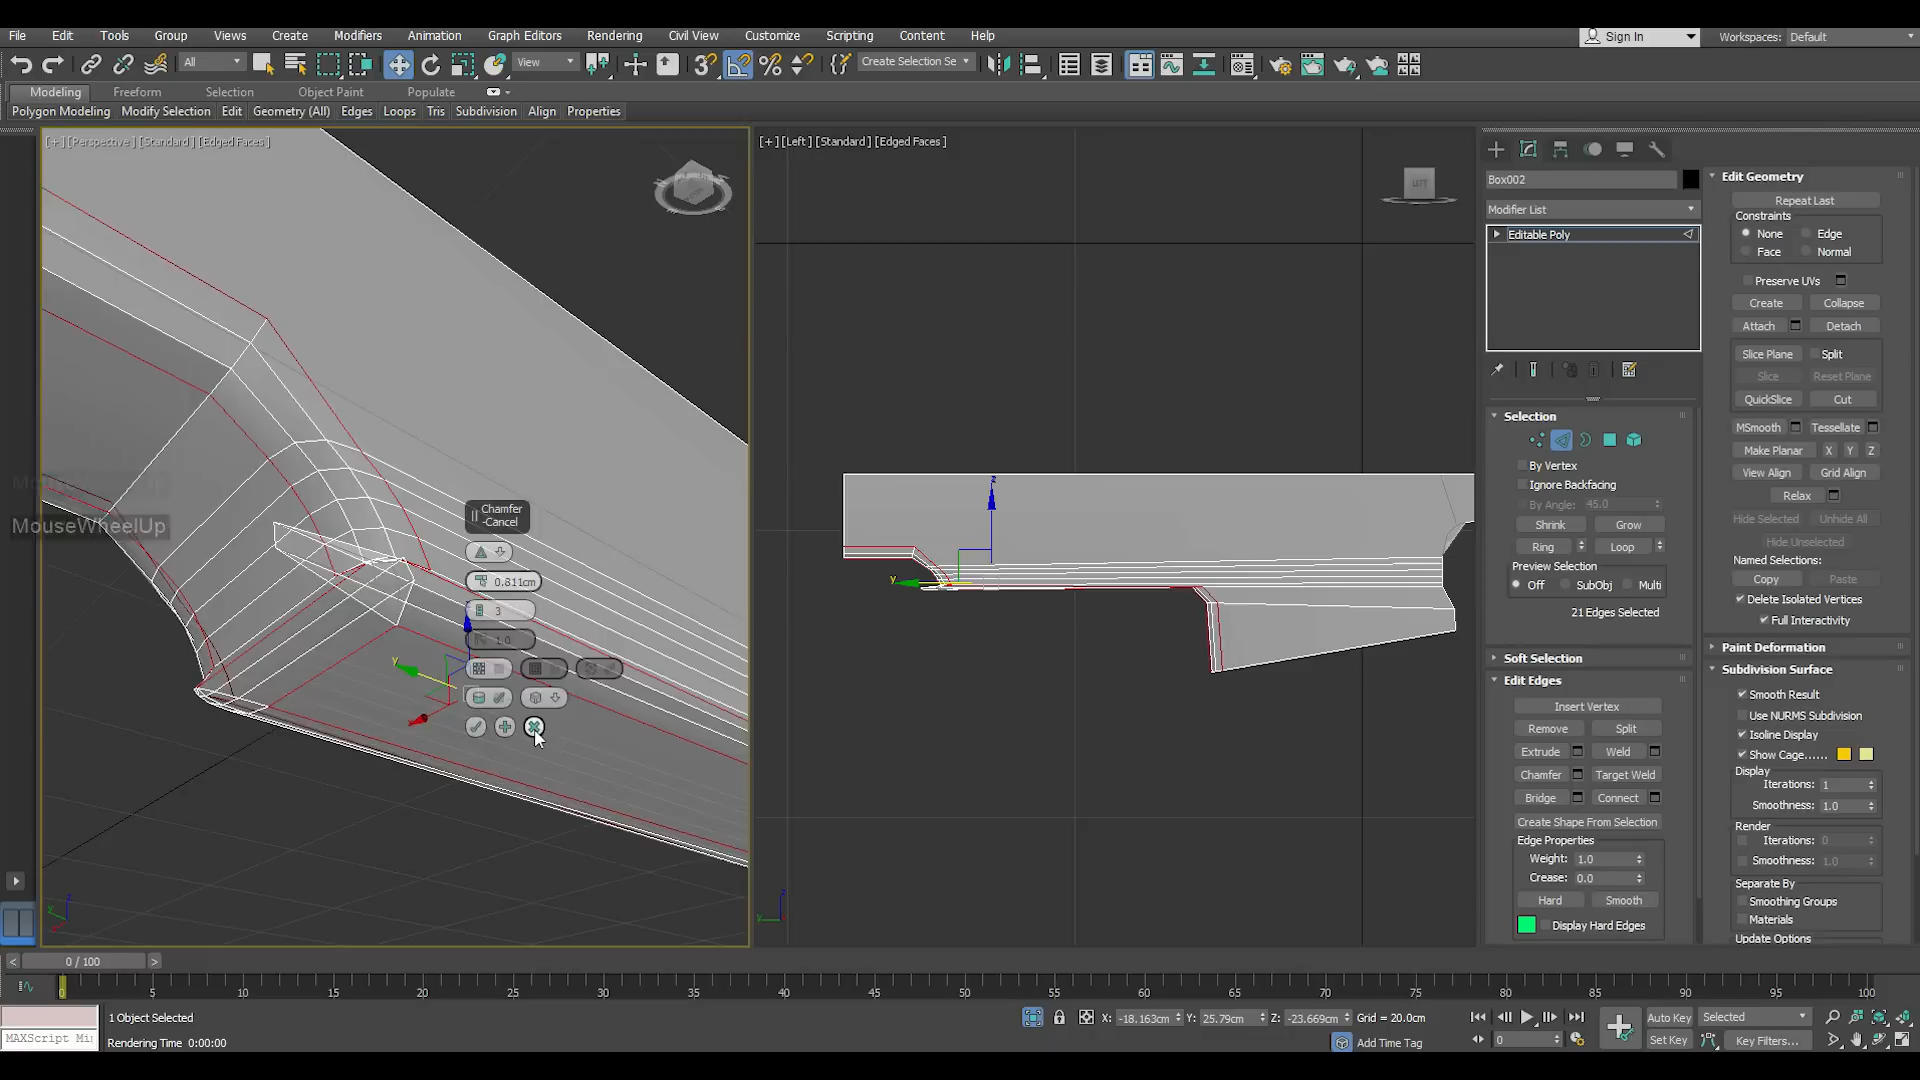 File Edit Tools Group Views Create Modifiers Animation Graph Editors Rendering Civil View Customize Scripting Content Help Sign In Workspaces: Default
All View Create Selection Se
Modeling Freeform Selection Object Paint Populate
Polygon Modeling Modify Selection Edit Geometry (All) Edges Loops Tris Subdivision Align Properties
[+] [Perspective ] [Standard ] [Edged Faces ]
[+] [Left ] [Standard ] [Edged Faces ]
LEFT
MouseWheelUp
Chamfer
-Cancel
0.811cm
3
1.0
z
y
y
Box002
Modifier List
Editable Poly
Selection
By Vertex
Ignore Backfacing
By Angle: 45.0
Shrink Grow
Ring Loop
Preview Selection
Off SubObj Multi
21 Edges Selected
Soft Selection
Edit Edges
Insert Vertex
Remove Split
Extrude Weld
Chamfer Target Weld
Bridge Connect
Create Shape From Selection
Edge Properties
Weight: 1.0
Crease: 0.0
Hard Smooth
Display Hard Edges
Edit Geometry
Repeat Last
Constraints
None Edge
Face Normal
Preserve UVs
Create Collapse
Attach Detach
Slice Plane Split
Slice Reset Plane
QuickSlice Cut
MSmooth Tessellate
Make Planar X Y Z
View Align Grid Align
Relax
Hide Selected Unhide All
Hide Unselected
Named Selections:
Copy Paste
Delete Isolated Vertices
Full Interactivity
Paint Deformation
Subdivision Surface
Smooth Result
Use NURMS Subdivision
Isoline Display
Show Cage......
Display
Iterations: 1
Smoothness: 1.0
Render
Iterations: 0
Smoothness: 1.0
Separate By
Smoothing Groups
Materials
Update Options
< 0 / 100 >
0 5 10 15 20 25 30 35 40 45 50 55 60 65 70 75 80 85 90 95 100
1 Object Selected X: -18.163cm Y: 25.79cm Z: -23.669cm Grid = 20.0cm Auto Key Selected
MAXScript Mi Rendering Time 0:00:00 Add Time Tag 0 Set Key Key Filters...